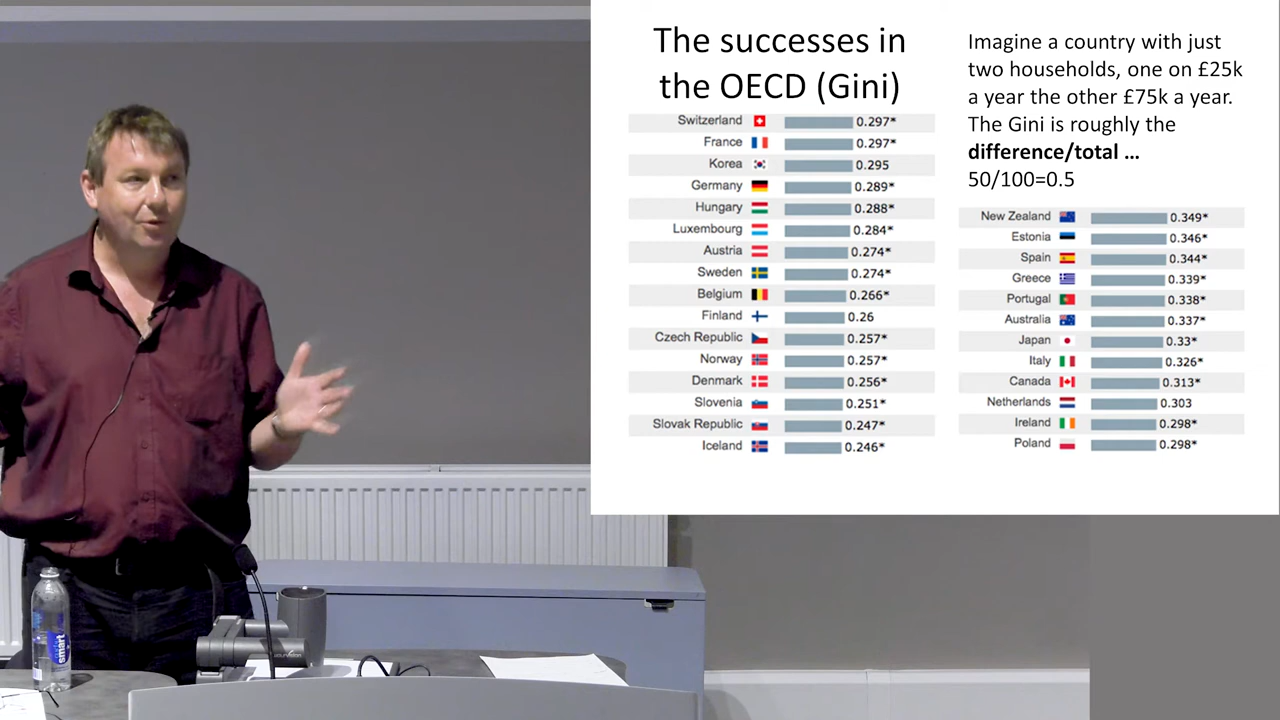 The successes in
the OECD (Gini)
Switzerland 0.297*
France 0.297*
Korea 0.295
Germany 0.289*
Hungary 0.288*
Luxembourg 0.284*
Austria 0.274*
Sweden 0.274*
Belgium 0.266*
Finland 0.26
Czech Republic 0.257*
Norway 0.257*
Denmark 0.256*
Slovenia 0.251*
Slovak Republic 0.247*
Iceland 0.246*
Imagine a country with just
two households, one on £25k
a year the other £75k a year.
The Gini is roughly the
difference/total ...
50/100=0.5
New Zealand 0.349*
Estonia 0.346*
Spain 0.344*
Greece 0.339*
Portugal 0.338*
Australia 0.337*
Japan 0.33*
Italy 0.326*
Canada 0.313*
Netherlands 0.303
Ireland 0.298*
Poland 0.298*
smart